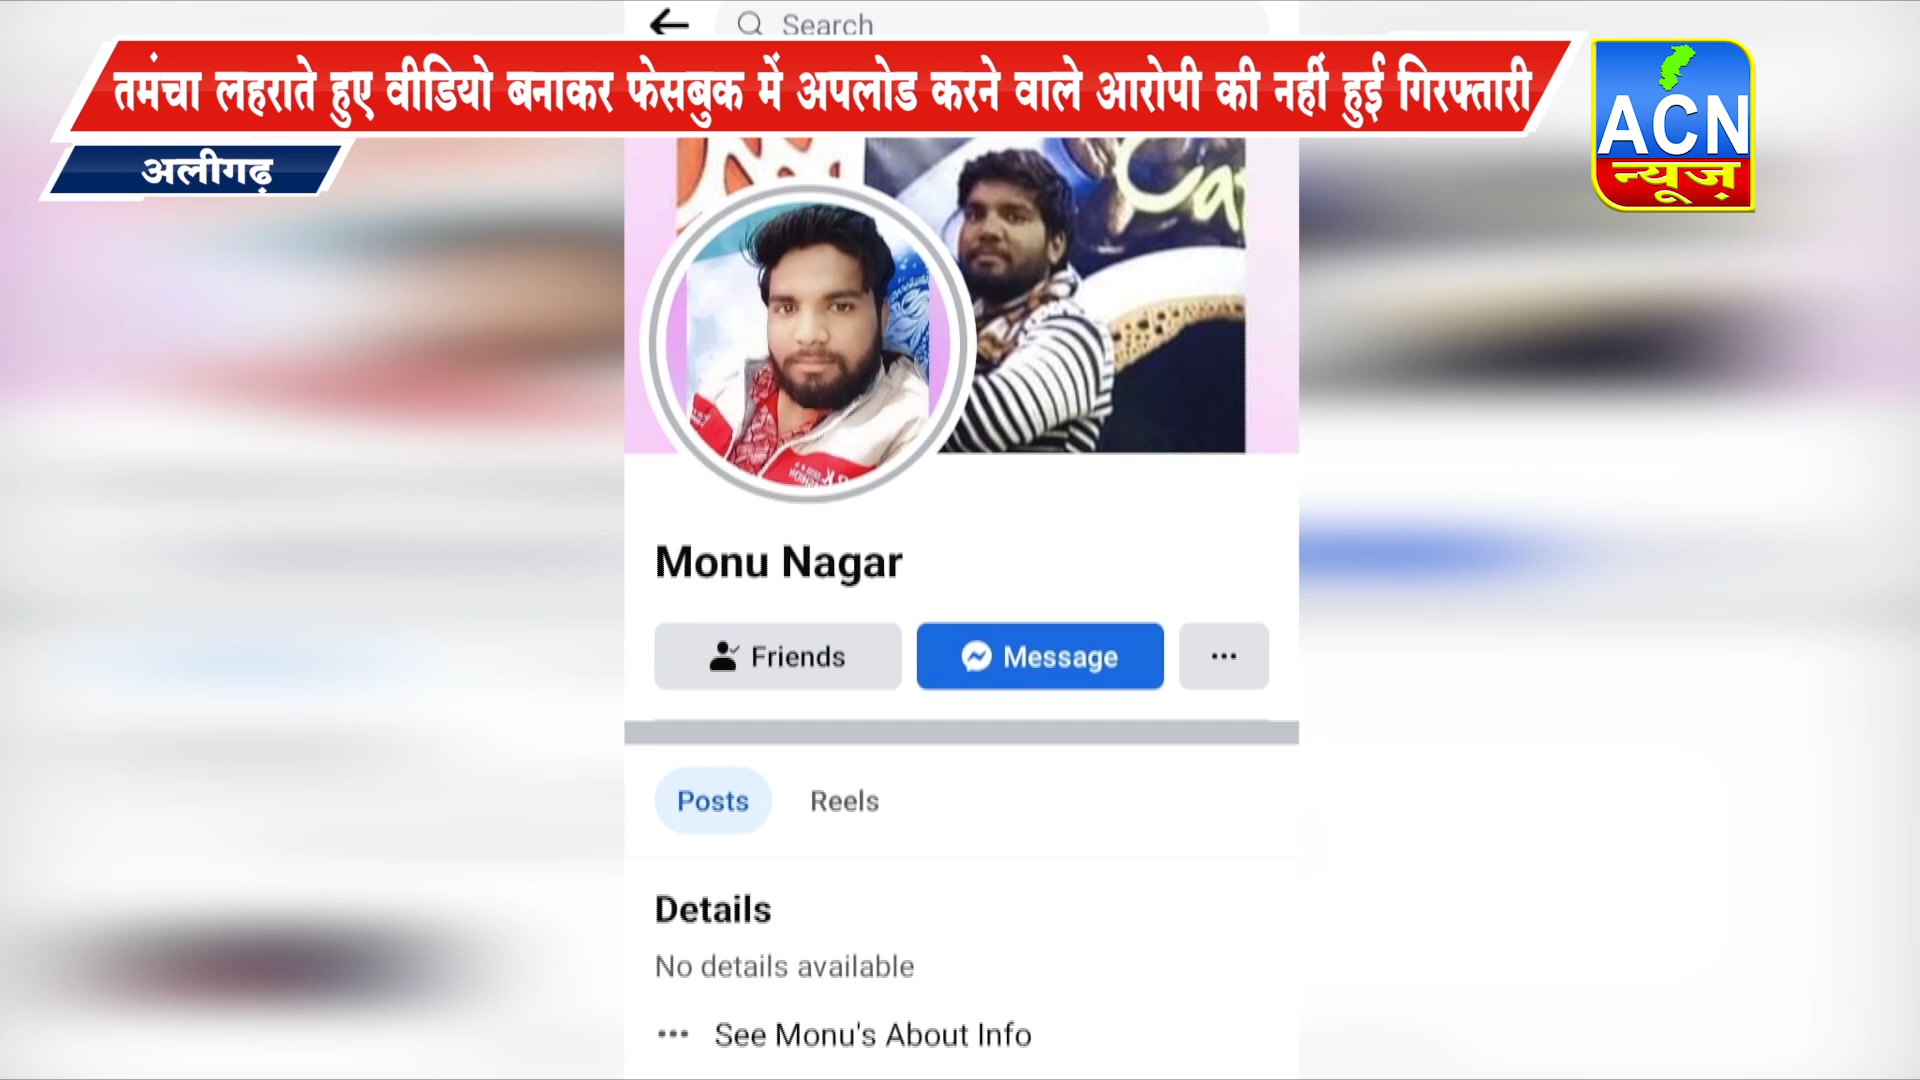 Search
तमंचा लहराते हुए वीडियो बनाकर फेसबुक में अपलोड करने वाले आरोपी की नहीं हुई गिरफ्तारी
अलीगढ़
ACN
न्यूज़
Monu Nagar
Friends
Message
Posts
Reels
Details
No details available
See Monu's About Info